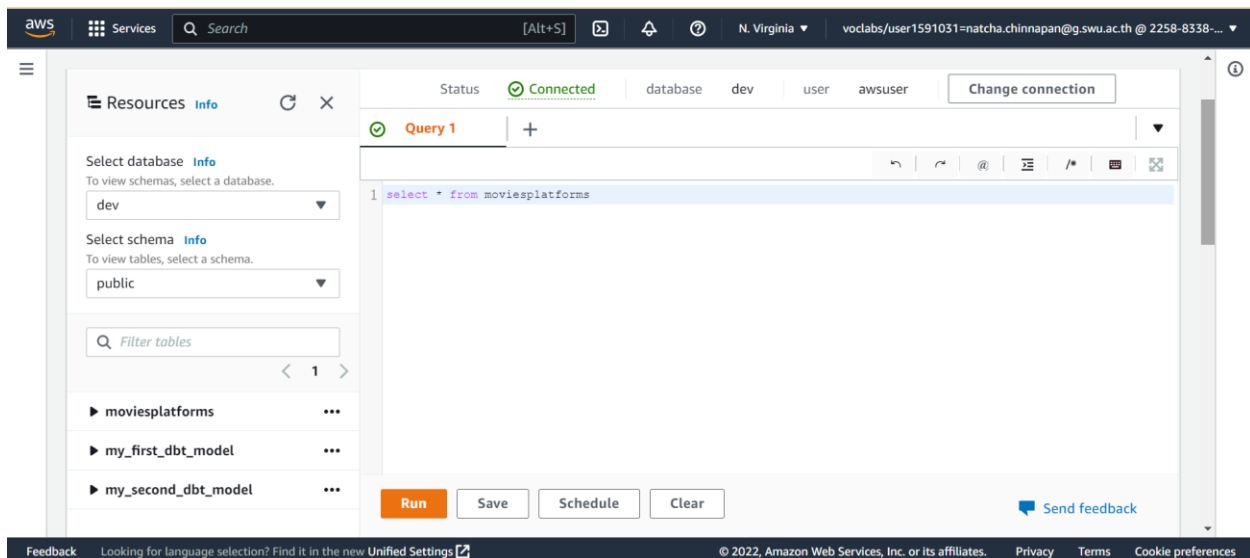 aws Services Search [Alt+S] N. Virginia voclabs/user1591031=natcha.chinnapan@g.swu.ac.th @ 2258-8338-...
Resources Info
Status Connected database dev user awsuser Change connection
Query 1
Select database Info
To view schemas, select a database.
dev
Select schema Info
To view tables, select a schema.
public
Filter tables
1
moviesplatforms
my_first_dbt_model
my_second_dbt_model
@ /*
1 select * from moviesplatforms
Run Save Schedule Clear
Send feedback
Feedback Looking for language selection? Find it in the new Unified Settings © 2022, Amazon Web Services, Inc. or its affiliates. Privacy Terms Cookie preferences